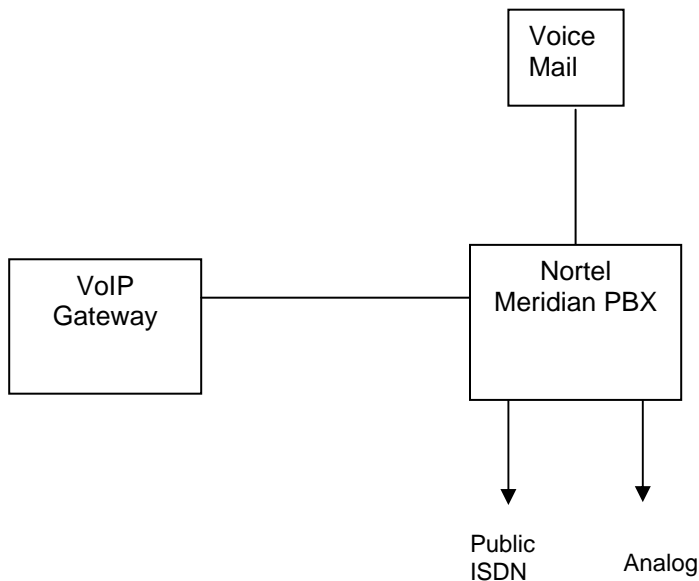 Voice
Mail
VoIP
Gateway
Nortel
Meridian PBX
Public
ISDN
Analog